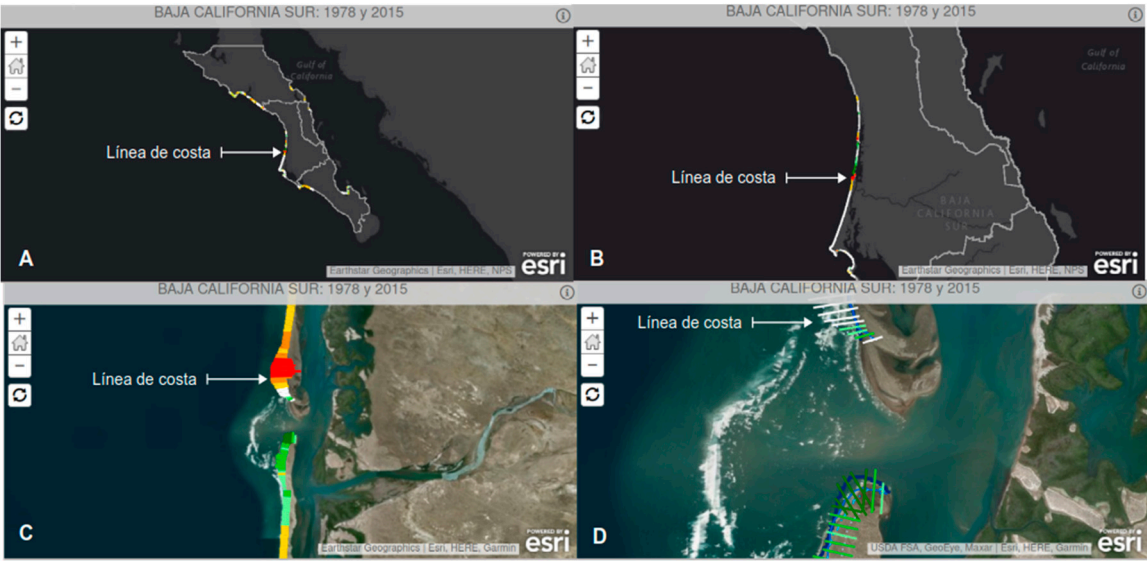 BAJA CALIFORNIA SUR: 1978 y 2015
+
−
Gulf of
California
Línea de costa
A
Earthstar Geographics | Esri, HERE, NPS
POWERED BY
esri
BAJA CALIFORNIA SUR: 1978 y 2015
+
−
Gulf of
California
Línea de costa
BAJA
CALIFORNIA
SUR
B
Earthstar Geographics | Esri, HERE, NPS
POWERED BY
esri
BAJA CALIFORNIA SUR: 1978 y 2015
+
−
Línea de costa
C
Earthstar Geographics | Esri, HERE, Garmin
POWERED BY
esri
BAJA CALIFORNIA SUR: 1978 y 2015
+
−
Línea de costa
D
USDA FSA, GeoEye, Maxar | Esri, HERE, Garmin
POWERED BY
esri